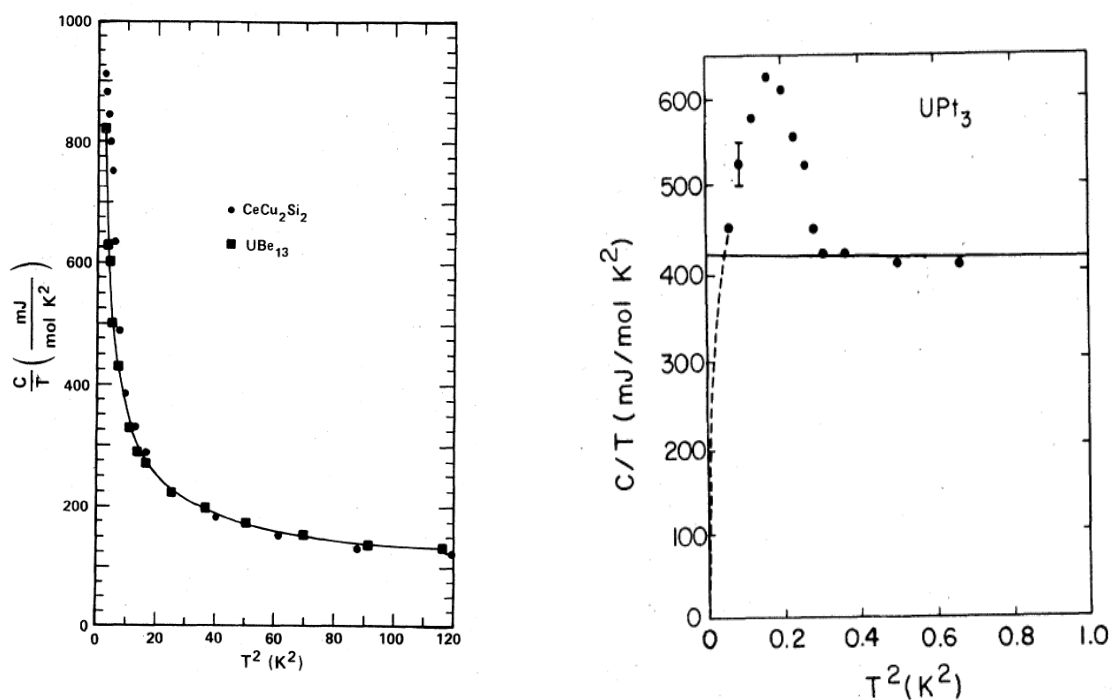 1000
800
600
400
200
0
C/T (mJ/mol K²)
● CeCu₂Si₂
■ UBe₁₃
0 20 40 60 80 100 120
T² (K²)
UPt₃
600
500
400
300
200
100
0
C/T (mJ/mol K²)
0 0.2 0.4 0.6 0.8 1.0
T²(K²)